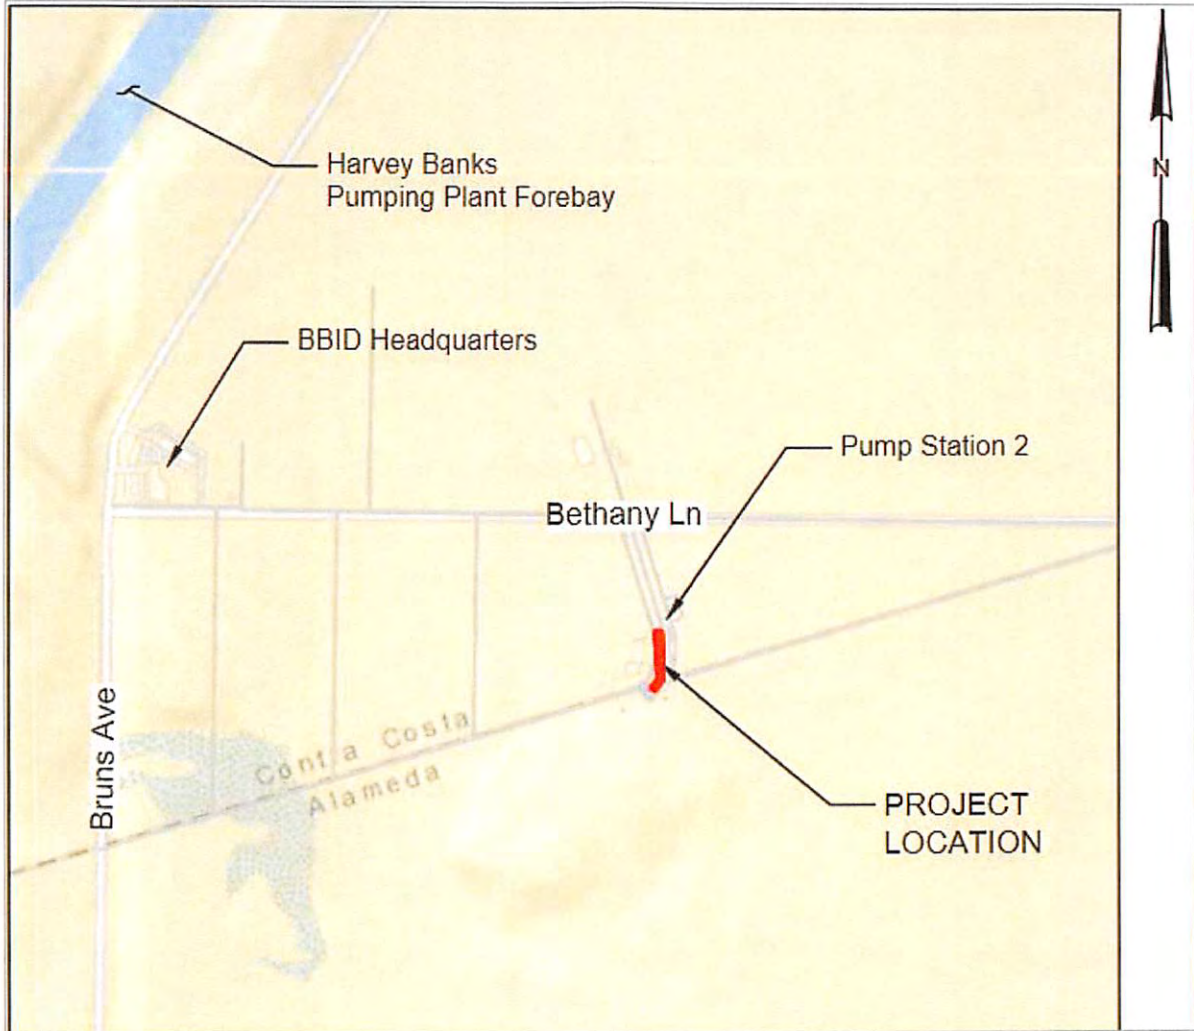 N
Harvey Banks
Pumping Plant Forebay
BBID Headquarters
Pump Station 2
Bethany Ln
Bruns Ave
Contra Costa
Alameda
PROJECT
LOCATION